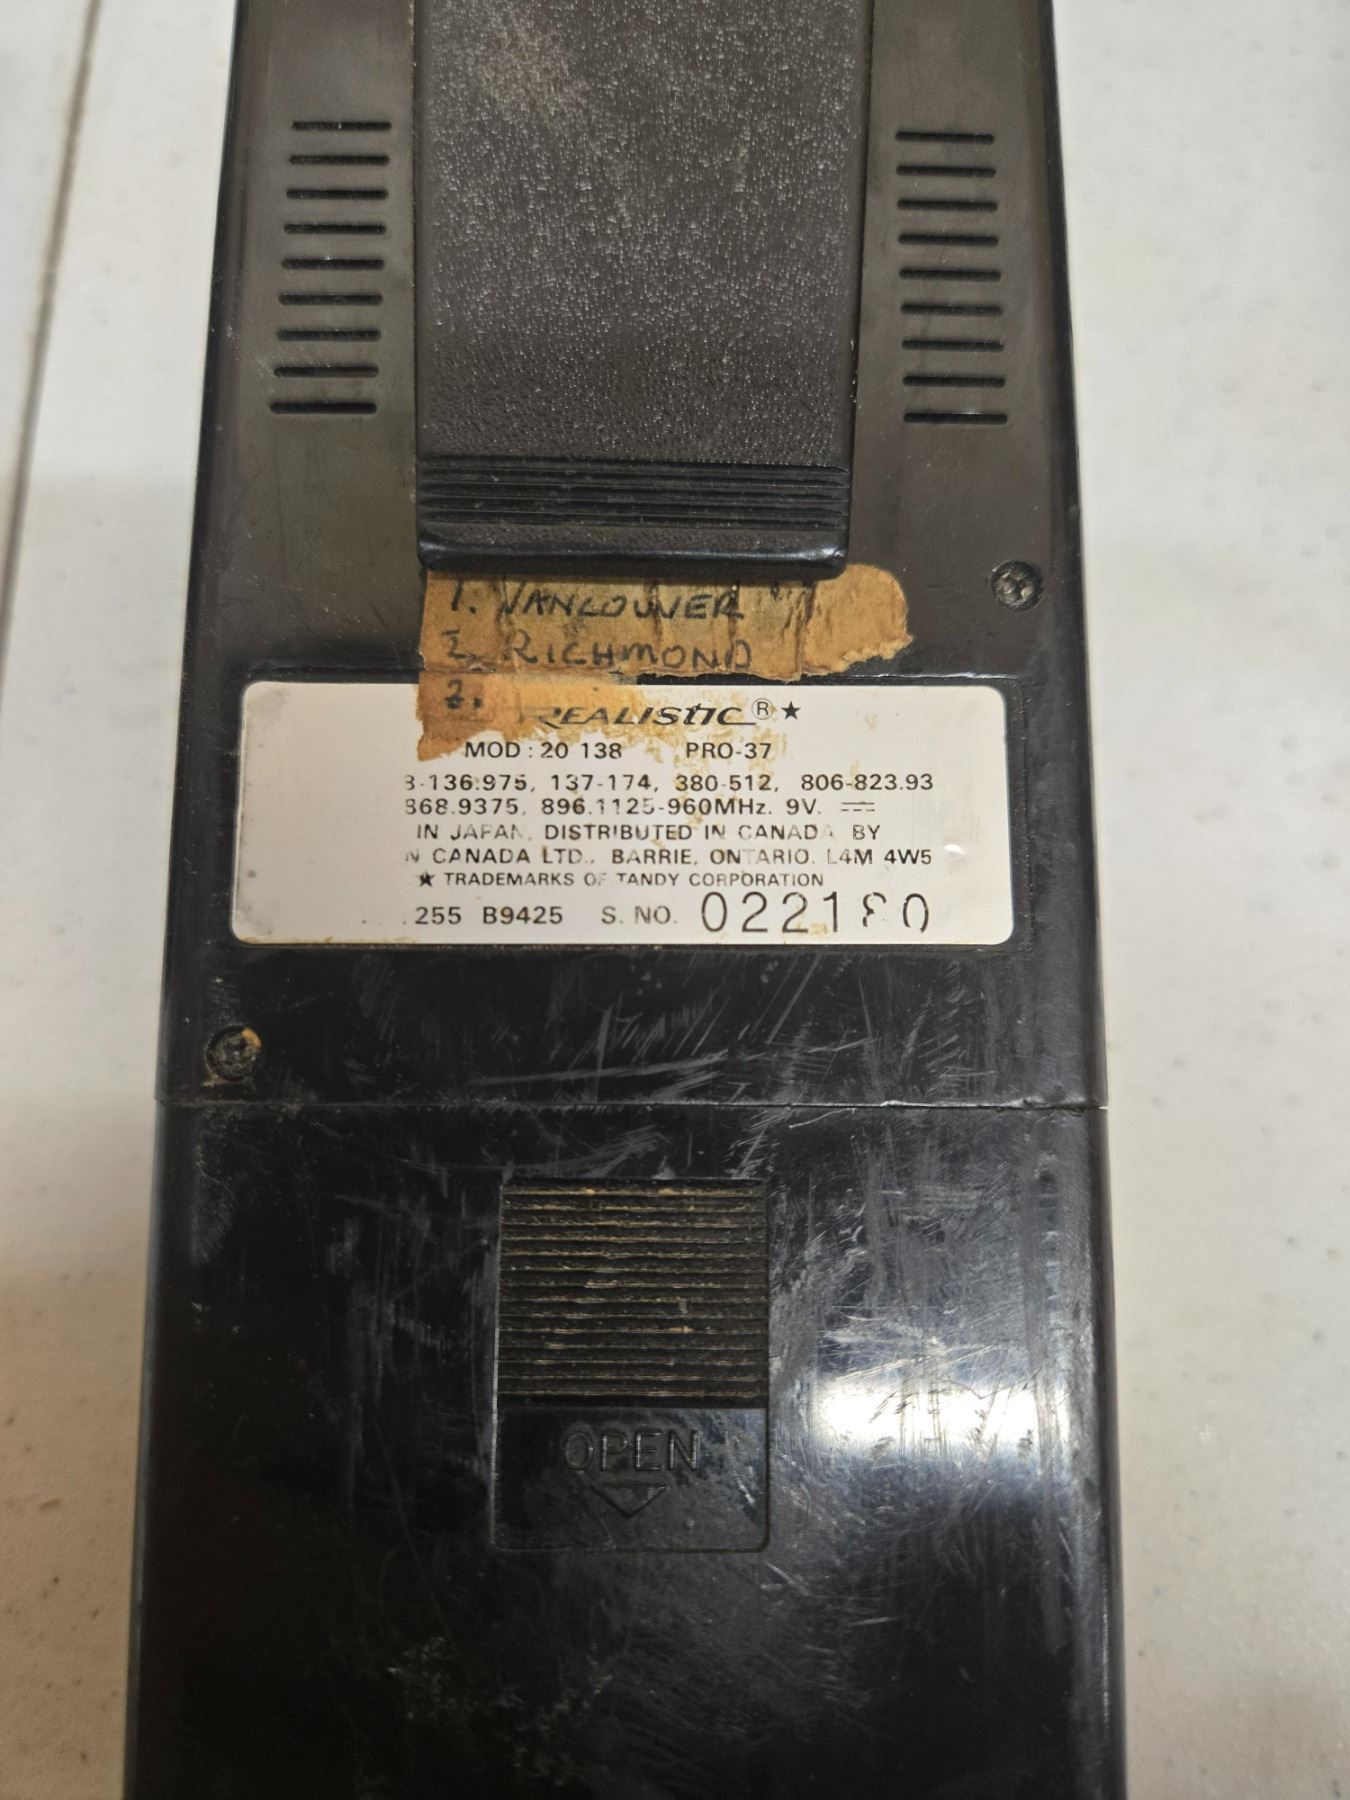 1. VANCOUVER
2. RICHMOND
3.
REALISTIC®★
MOD: 20 138 PRO-37
8-136.975, 137-174, 380-512, 806-823.93
868.9375, 896.1125-960MHz. 9V. ⎓
IN JAPAN. DISTRIBUTED IN CANADA BY
N CANADA LTD., BARRIE, ONTARIO. L4M 4W5
★ TRADEMARKS OF TANDY CORPORATION
255 B9425 S. NO.
OPEN